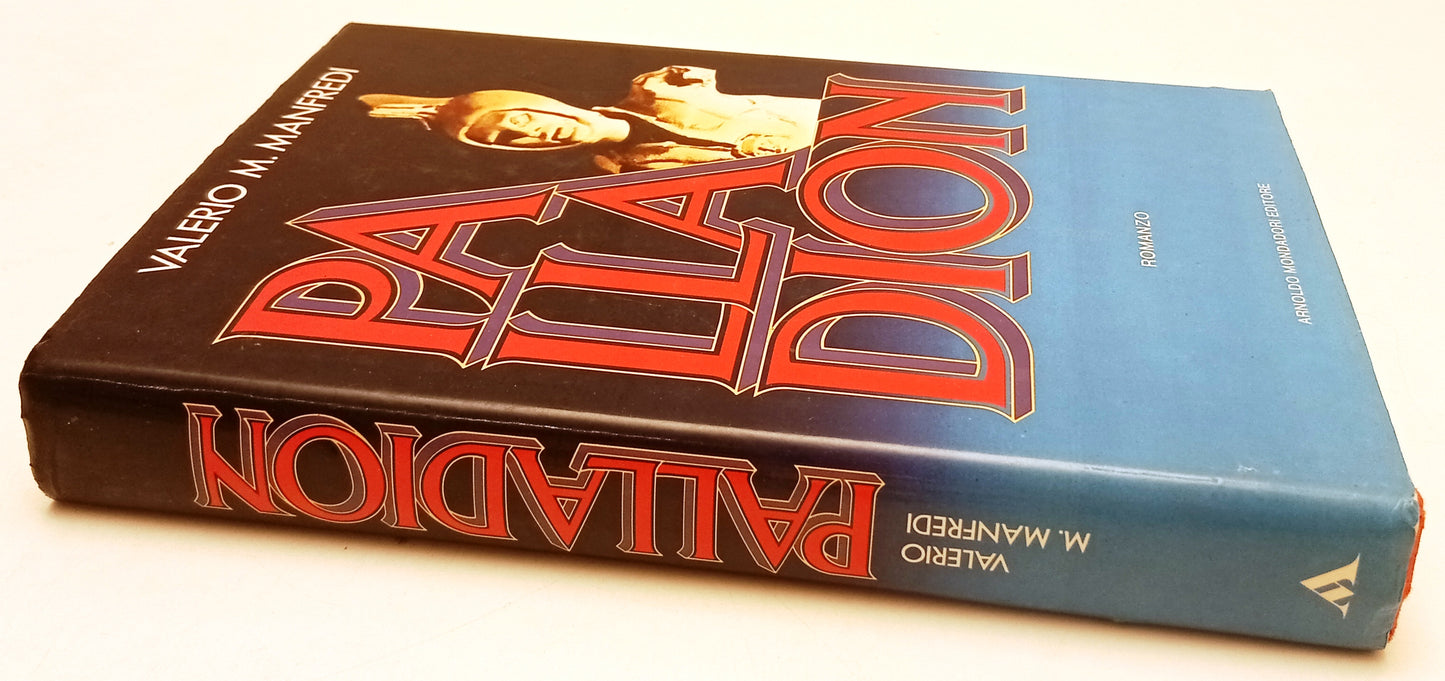 VALERIO M. MANFREDI
PA
LLA
DION
ROMANZO
ARNOLDO MONDADORI EDITORE
VALERIO
M. MANFREDI
PALLADION